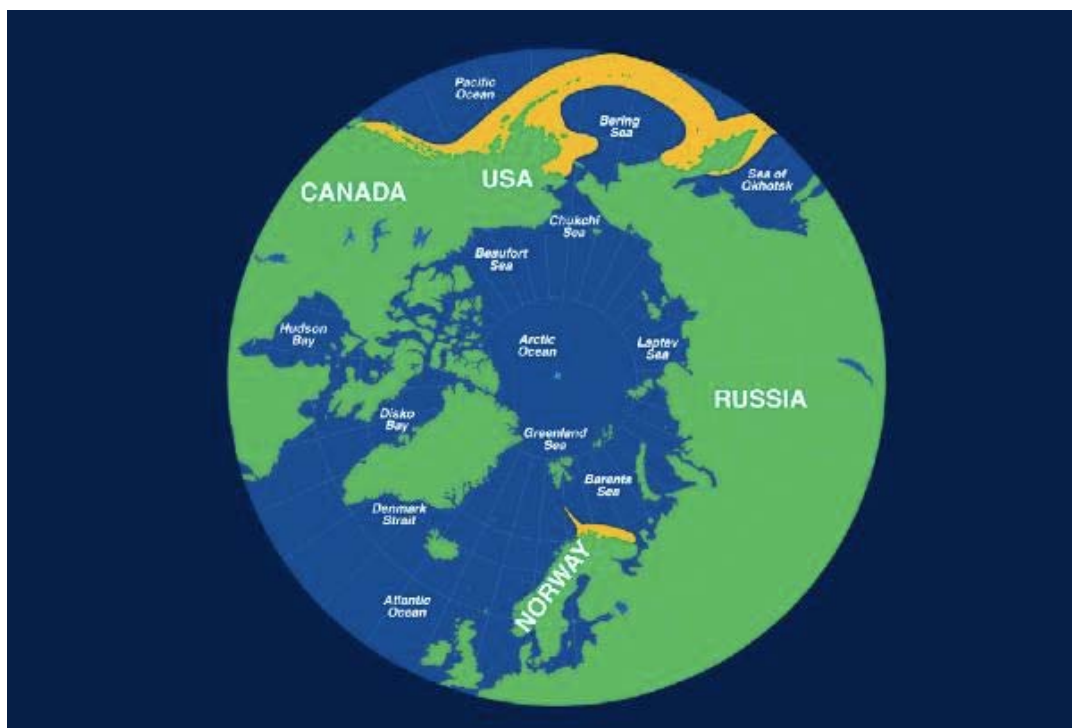 Pacific
Ocean
Bering
Sea
USA
CANADA
Sea of
Okhotsk
Chukchi
Sea
Beaufort
Sea
Hudson
Bay
Arctic
Ocean
Laptev
Sea
RUSSIA
Disko
Bay
Greenland
Sea
Barents
Sea
Denmark
Strait
NORWAY
Atlantic
Ocean